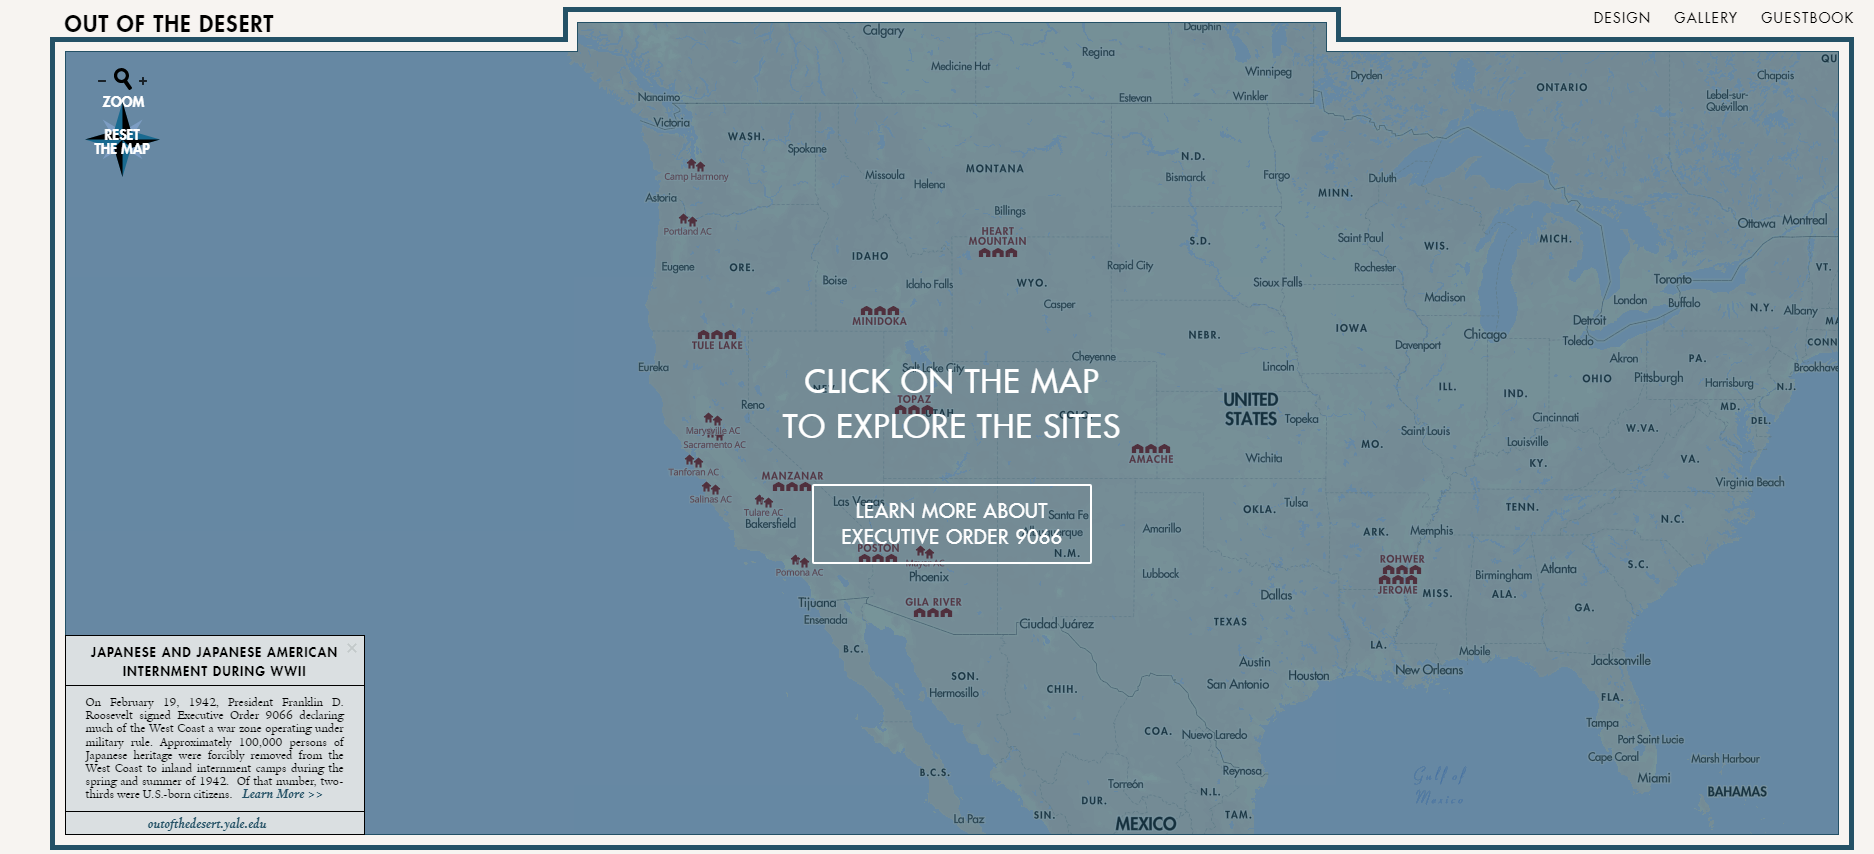 OUT OF THE DESERT
DESIGN GALLERY GUESTBOOK
− +
ZOOM
RESET
THE MAP
Calgary
Dauphin
Regina
Medicine Hat
Winnipeg
Dryden
ONTARIO
QU
Chapais
Lebel-sur-
Quévillon
Nanaimo
Estevan
Winkler
Victoria
WASH.
Spokane
Camp Harmony
Missoula
Helena
MONTANA
N.D.
Bismarck
Fargo
Duluth
MINN.
Astoria
Billings
Portland AC
HEART
MOUNTAIN
S.D.
Saint Paul
WIS.
MICH.
Ottawa
Montreal
Eugene
ORE.
IDAHO
Boise
Idaho Falls
WYO.
Casper
Rapid City
Sioux Falls
Rochester
Madison
Toronto
London
Buffalo
VT.
N.Y.
Albany
MA
MINIDOKA
TULE LAKE
NEBR.
IOWA
Davenport
Chicago
Detroit
Toledo
CONN
Eureka
Salt Lake City
Cheyenne
Lincoln
Akron
PA.
Brookhave
CLICK ON THE MAP
TO EXPLORE THE SITES
NEV.
Reno
TOPAZ
UTAH
COLO.
UNITED
STATES
Topeka
ILL.
IND.
OHIO
Pittsburgh
Harrisburg
N.J.
MD.
DEL.
Marysville AC
Sacramento AC
Tanforan AC
Salinas AC
MANZANAR
Tulare AC
Bakersfield
Las Vegas
AMACHE
Wichita
MO.
Saint Louis
Cincinnati
Louisville
KY.
W.VA.
VA.
Virginia Beach
LEARN MORE ABOUT
EXECUTIVE ORDER 9066
Santa Fe
Albuquerque
N.M.
Amarillo
OKLA.
Tulsa
ARK.
Memphis
TENN.
N.C.
POSTON
Mayer AC
Phoenix
Pomona AC
Lubbock
ROHWER
JEROME
MISS.
Birmingham
ALA.
Atlanta
S.C.
GA.
Tijuana
Ensenada
GILA RIVER
Ciudad Juárez
Dallas
TEXAS
LA.
Mobile
Jacksonville
B.C.
SON.
Hermosillo
CHIH.
Austin
San Antonio
Houston
New Orleans
FLA.
Tampa
Port Saint Lucie
Cape Coral
Miami
Marsh Harbour
BAHAMAS
COA.
Nuevo Laredo
Reynosa
Gulf of
Mexico
B.C.S.
Torreón
N.L.
DUR.
La Paz
SIN.
MEXICO
TAM.
JAPANESE AND JAPANESE AMERICAN
INTERNMENT DURING WWII
On February 19, 1942, President Franklin D.
Roosevelt signed Executive Order 9066 declaring
much of the West Coast a war zone operating under
military rule. Approximately 100,000 persons of
Japanese heritage were forcibly removed from the
West Coast to inland internment camps during the
spring and summer of 1942. Of that number, two-
thirds were U.S.-born citizens. Learn More >>
outofthedesert.yale.edu